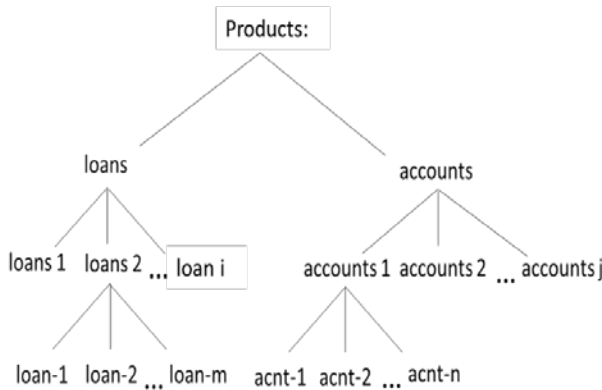 Products:
loans accounts
loans 1 loans 2 ... loan i accounts 1 accounts 2 ... accounts j
loan-1 loan-2 ... loan-m acnt-1 acnt-2 ... acnt-n